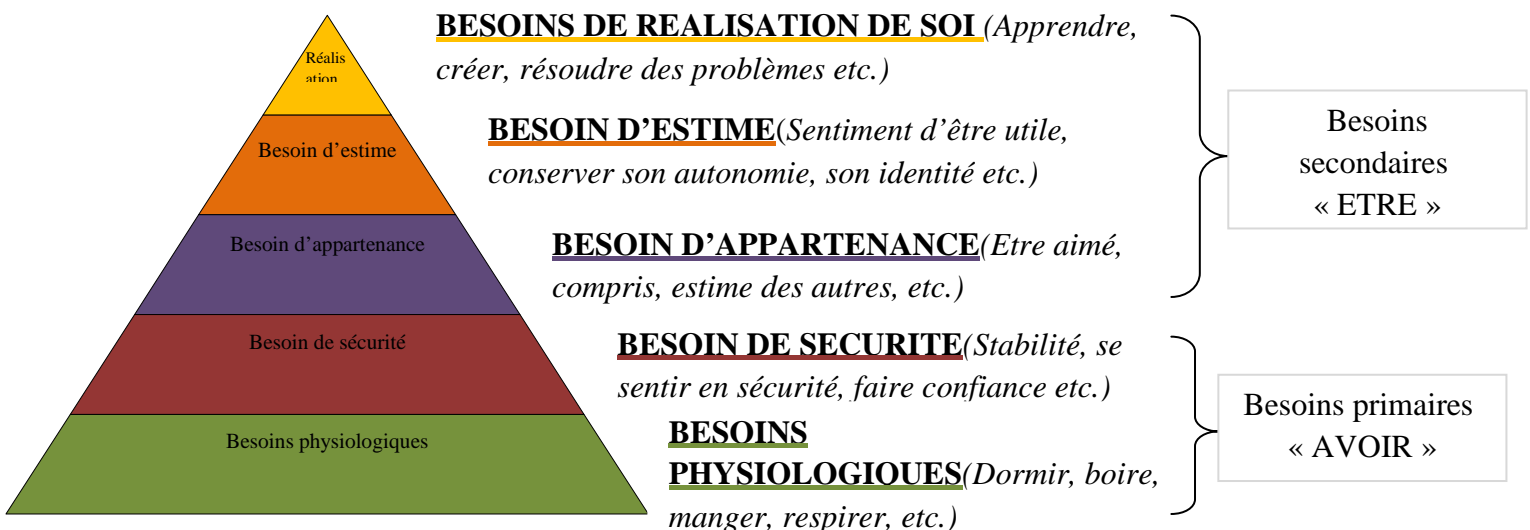 BESOINS DE REALISATION DE SOI (Apprendre,
créer, résoudre des problèmes etc.)
Réalis
ation
BESOIN D’ESTIME(Sentiment d’être utile,
conserver son autonomie, son identité etc.)
Besoin d’estime
Besoins
secondaires
« ETRE »
BESOIN D’APPARTENANCE(Etre aimé,
compris, estime des autres, etc.)
Besoin d’appartenance
BESOIN DE SECURITE(Stabilité, se
sentir en sécurité, faire confiance etc.)
Besoin de sécurité
Besoins primaires
« AVOIR »
BESOINS
PHYSIOLOGIQUES(Dormir, boire,
manger, respirer, etc.)
Besoins physiologiques